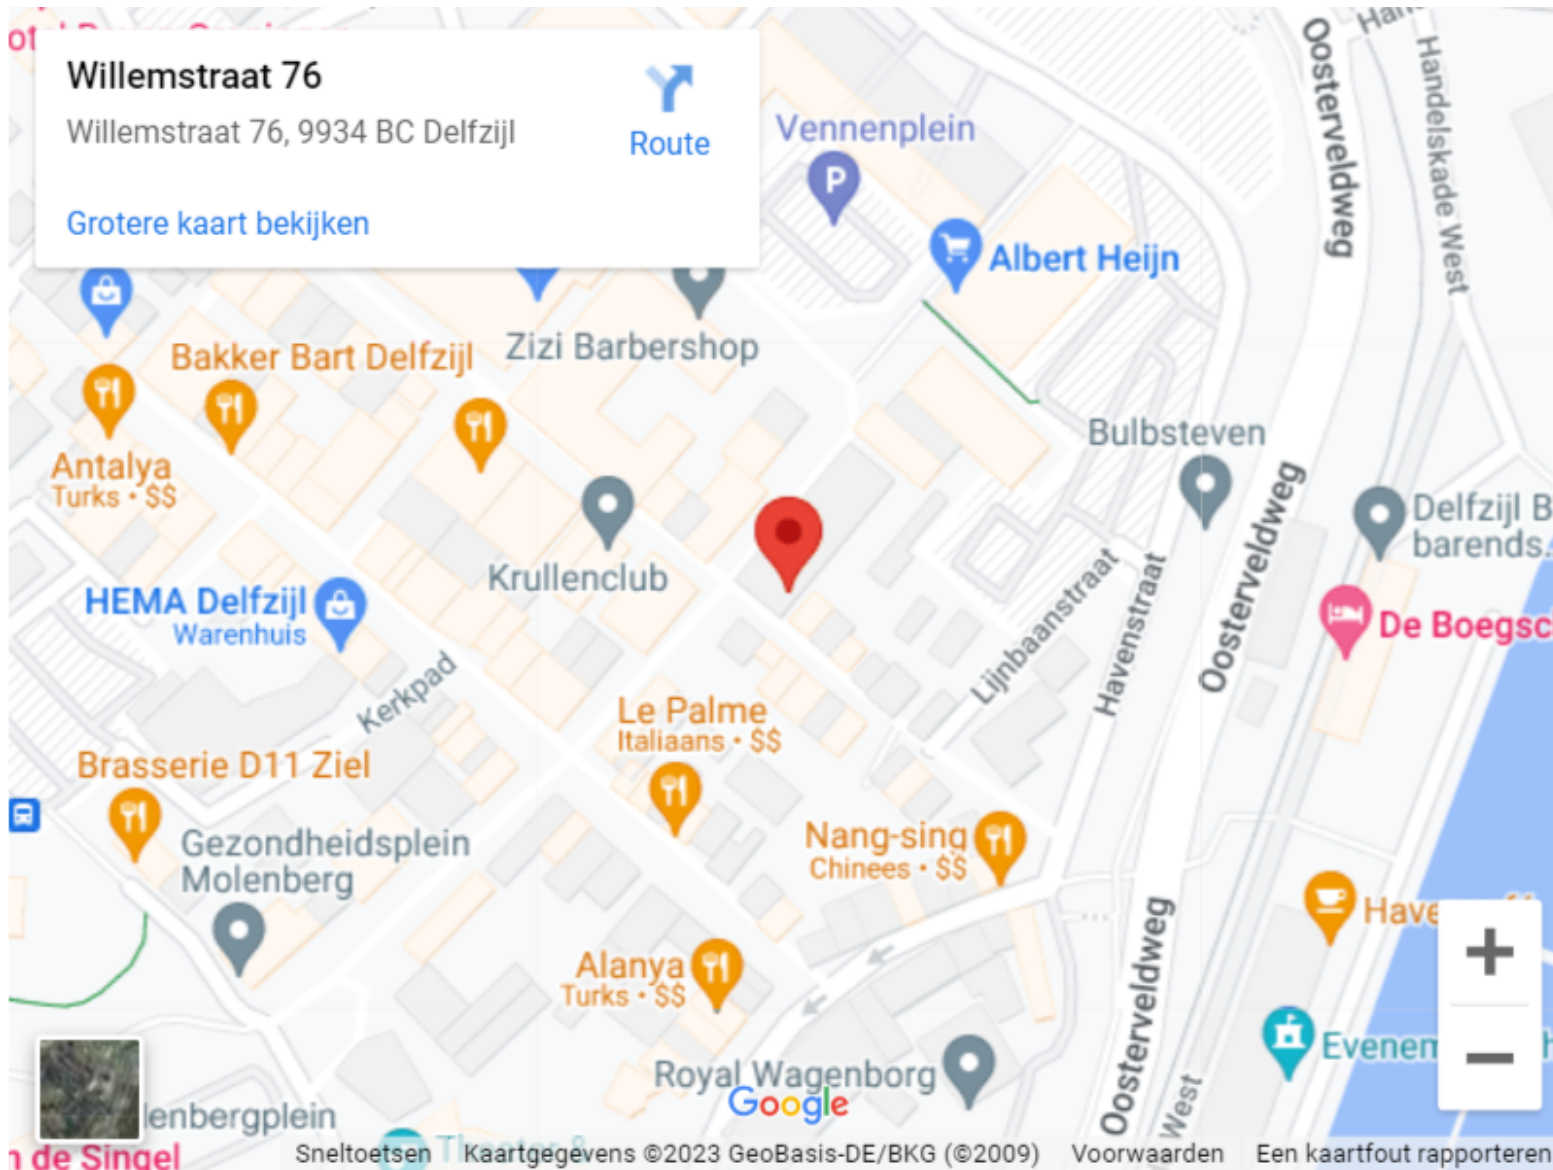 Willemstraat 76
Willemstraat 76, 9934 BC Delfzijl
Route
Grotere kaart bekijken
Vennenplein
P
Albert Heijn
Oosterveldweg
Handelskade West
Zizi Barbershop
Bakker Bart Delfzijl
Antalya
Turks • $$
Bulbsteven
Krullenclub
Delfzijl B
barends.
HEMA Delfzijl
Warenhuis
Lijnbaanstraat
Havenstraat
Oosterveldweg
De Boegsc
Kerkpad
Le Palme
Italiaans • $$
Brasserie D11 Ziel
Gezondheidsplein
Molenberg
Nang-sing
Chinees • $$
Have
Alanya
Turks • $$
Oosterveldweg
Evenem
Royal Wagenborg
West
Google
lenbergplein
n de Singel
Sneltoetsen
Kaartgegevens ©2023 GeoBasis-DE/BKG (©2009)
Voorwaarden
Een kaartfout rapporteren